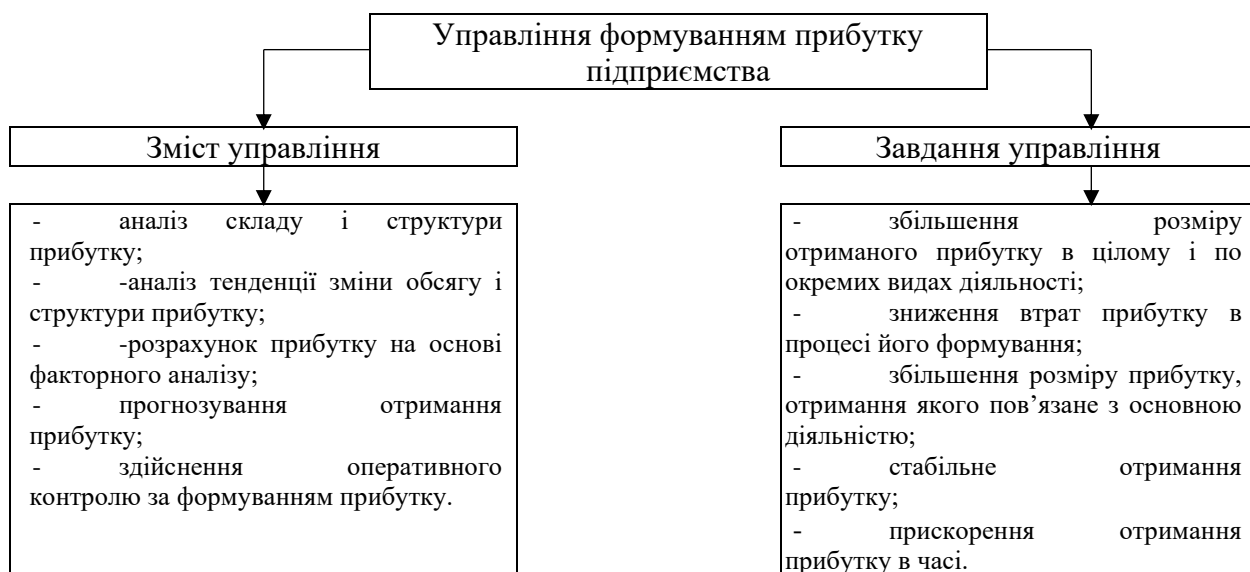 Управління формуванням прибутку
підприємства
Зміст управління
- аналіз складу і структури
прибутку;
- -аналіз тенденції зміни обсягу і
структури прибутку;
- -розрахунок прибутку на основі
факторного аналізу;
- прогнозування отримання
прибутку;
- здійснення оперативного
контролю за формуванням прибутку.
Завдання управління
- збільшення розміру
отриманого прибутку в цілому і по
окремих видах діяльності;
- зниження втрат прибутку в
процесі його формування;
- збільшення розміру прибутку,
отримання якого пов’язане з основною
діяльністю;
- стабільне отримання
прибутку;
- прискорення отримання
прибутку в часі.